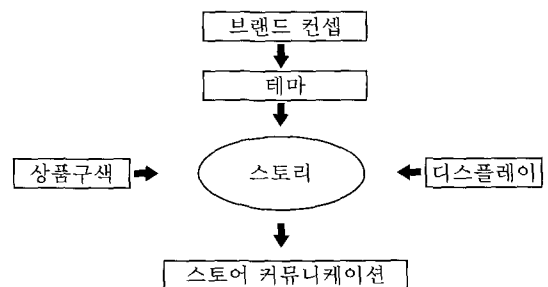 브랜드 컨셉
테마
상품구색
스토리
디스플레이
스토어 커뮤니케이션